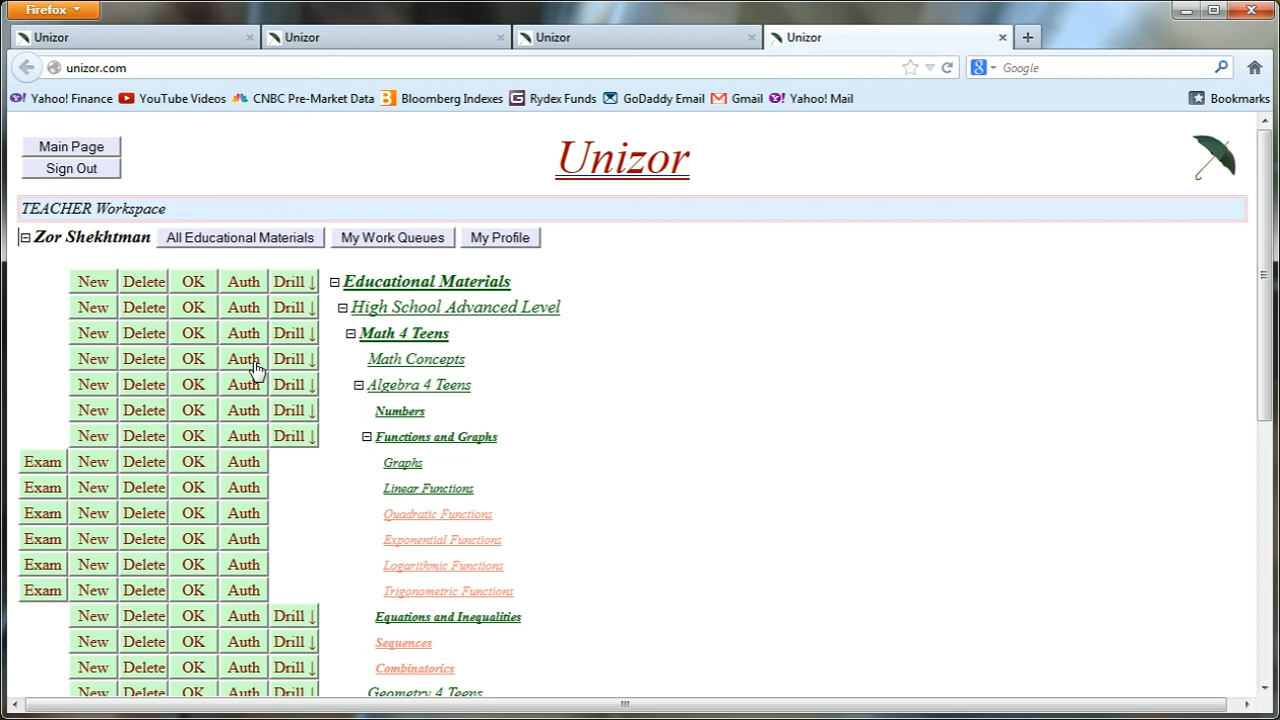 Firefox
Unizor Unizor Unizor Unizor
unizor.com Google
Yahoo! Finance YouTube Videos CNBC Pre-Market Data Bloomberg Indexes Rydex Funds GoDaddy Email Gmail Yahoo! Mail Bookmarks
Main Page
Sign Out
Unizor
TEACHER Workspace
Zor Shekhtman All Educational Materials My Work Queues My Profile
New Delete OK Auth Drill ↓ Educational Materials
New Delete OK Auth Drill ↓ High School Advanced Level
New Delete OK Auth Drill ↓ Math 4 Teens
New Delete OK Auth Drill ↓ Math Concepts
New Delete OK Auth Drill ↓ Algebra 4 Teens
New Delete OK Auth Drill ↓ Numbers
New Delete OK Auth Drill ↓ Functions and Graphs
Exam New Delete OK Auth Graphs
Exam New Delete OK Auth Linear Functions
Exam New Delete OK Auth Quadratic Functions
Exam New Delete OK Auth Exponential Functions
Exam New Delete OK Auth Logarithmic Functions
Exam New Delete OK Auth Trigonometric Functions
New Delete OK Auth Drill ↓ Equations and Inequalities
New Delete OK Auth Drill ↓ Sequences
New Delete OK Auth Drill ↓ Combinatorics
New Delete OK Auth Drill ↓ Geometry 4 Teens